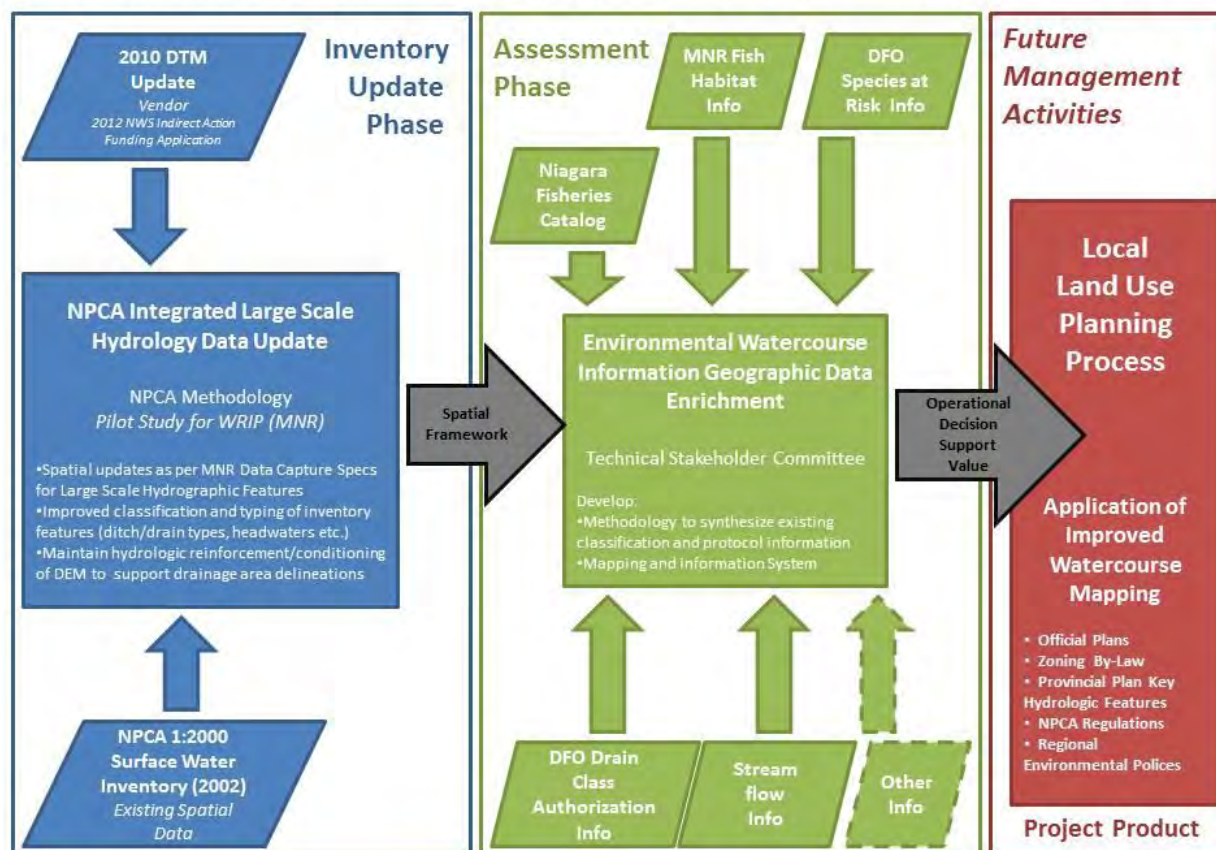 2010 DTM
Update
Vendor
2012 NWS Indirect Action
Funding Application
Inventory
Update
Phase
NPCA Integrated Large Scale
Hydrology Data Update
NPCA Methodology
Pilot Study for WRIP (MNR)
•Spatial updates as per MNR Data Capture Specs
for Large Scale Hydrographic Features
•Improved classification and typing of inventory
features (ditch/drain types, headwaters etc.)
•Maintain hydrologic reinforcement/conditioning
of DEM to support drainage area delineations
NPCA 1:2000
Surface Water
Inventory (2002)
Existing Spatial
Data
Spatial
Framework
Assessment
Phase
MNR Fish
Habitat
Info
DFO
Species at
Risk Info
Niagara
Fisheries
Catalog
Environmental Watercourse
Information Geographic Data
Enrichment
Technical Stakeholder Committee
Develop:
•Methodology to synthesize existing
classification and protocol information
•Mapping and Information System
DFO Drain
Class
Authorization
Info
Stream
flow
Info
Other
Info
Operational
Decision
Support
Value
Future
Management
Activities
Local
Land Use
Planning
Process
Application of
Improved
Watercourse
Mapping
• Official Plans
• Zoning By-Law
• Provincial Plan Key
Hydrologic Features
• NPCA Regulations
• Regional
Environmental Polices
Project Product